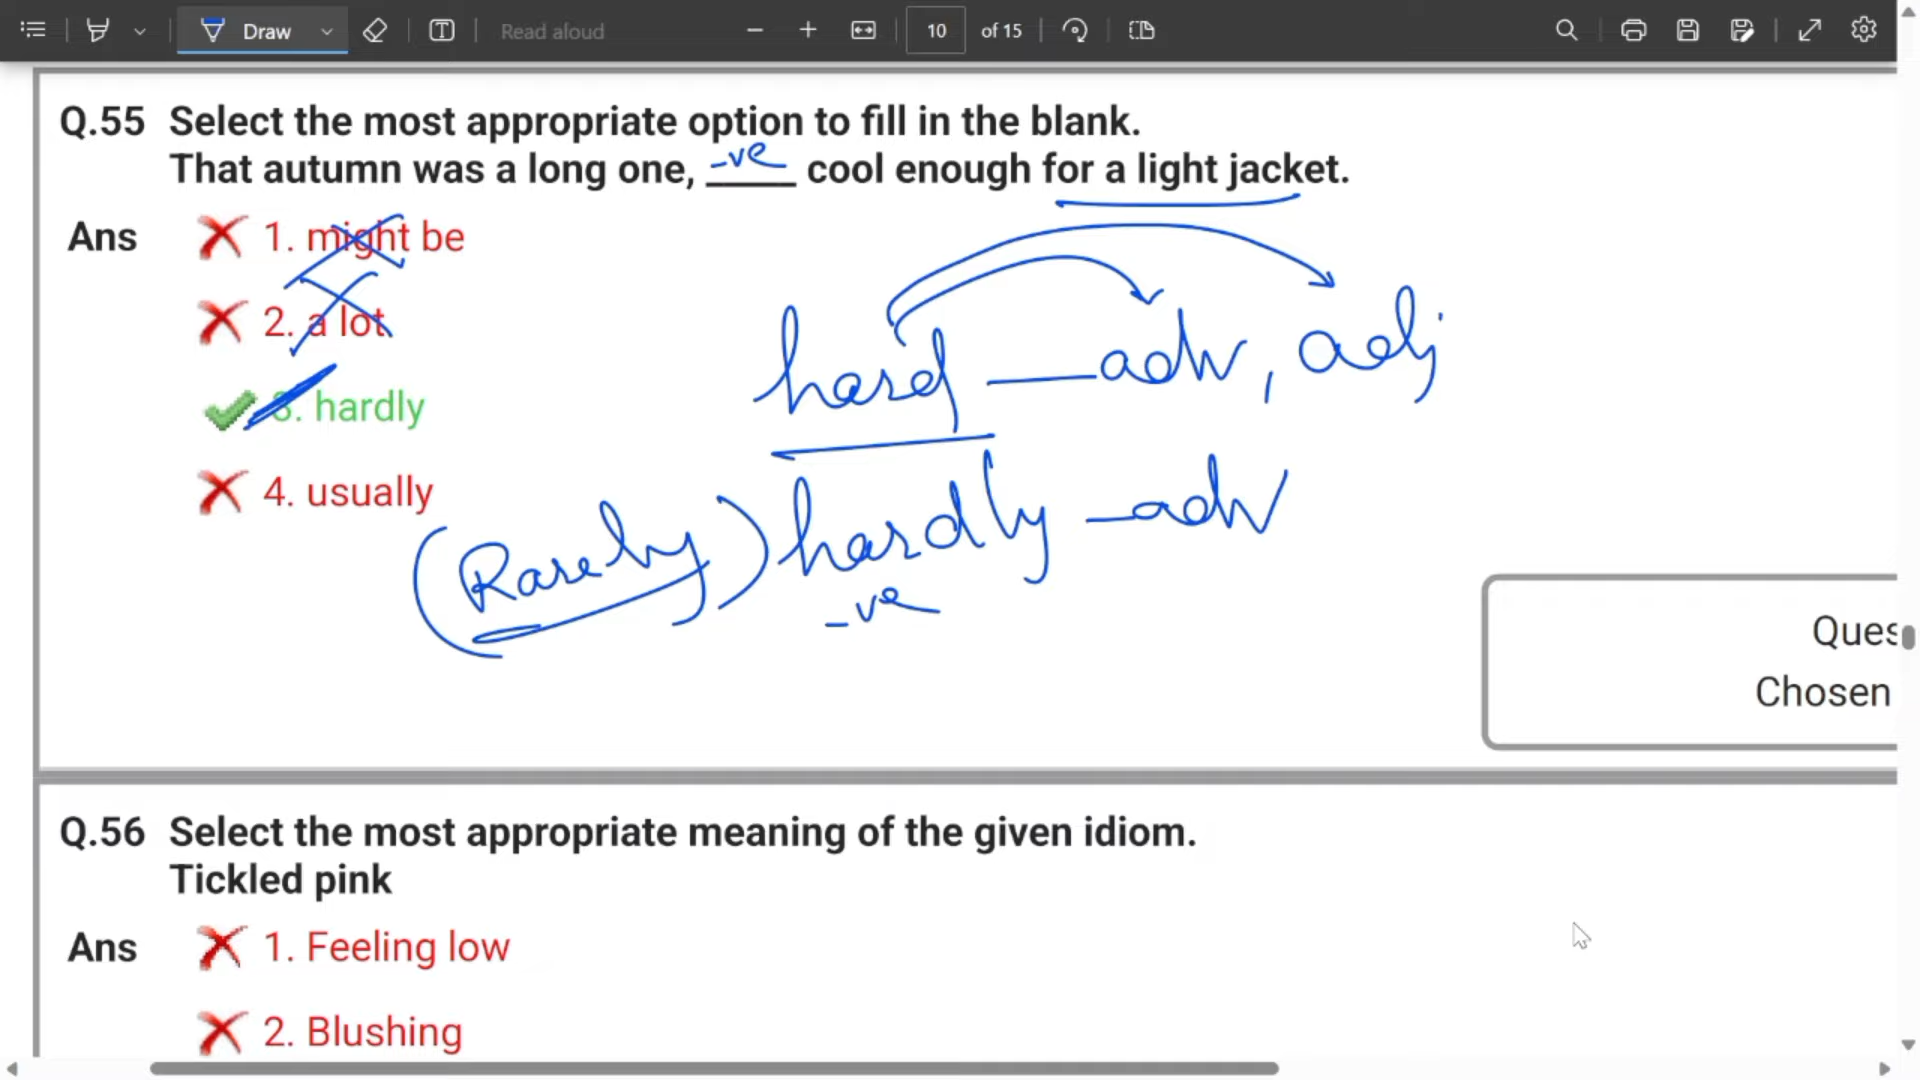 Draw
Read aloud
10 of 15
Q.55 Select the most appropriate option to fill in the blank.
-ve
That autumn was a long one, _____ cool enough for a light jacket.
Ans 1. might be
2. a lot
3. hardly
4. usually
hard — adv, adj
(Rarely) hardly - adv
-ve
Ques
Chosen
Q.56 Select the most appropriate meaning of the given idiom.
Tickled pink
Ans 1. Feeling low
2. Blushing